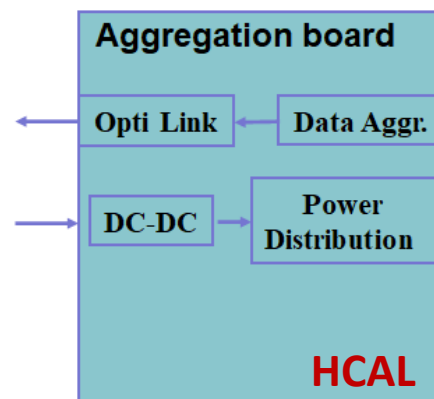 Aggregation board
Opti Link
Data Aggr.
DC-DC
Power
Distribution
HCAL